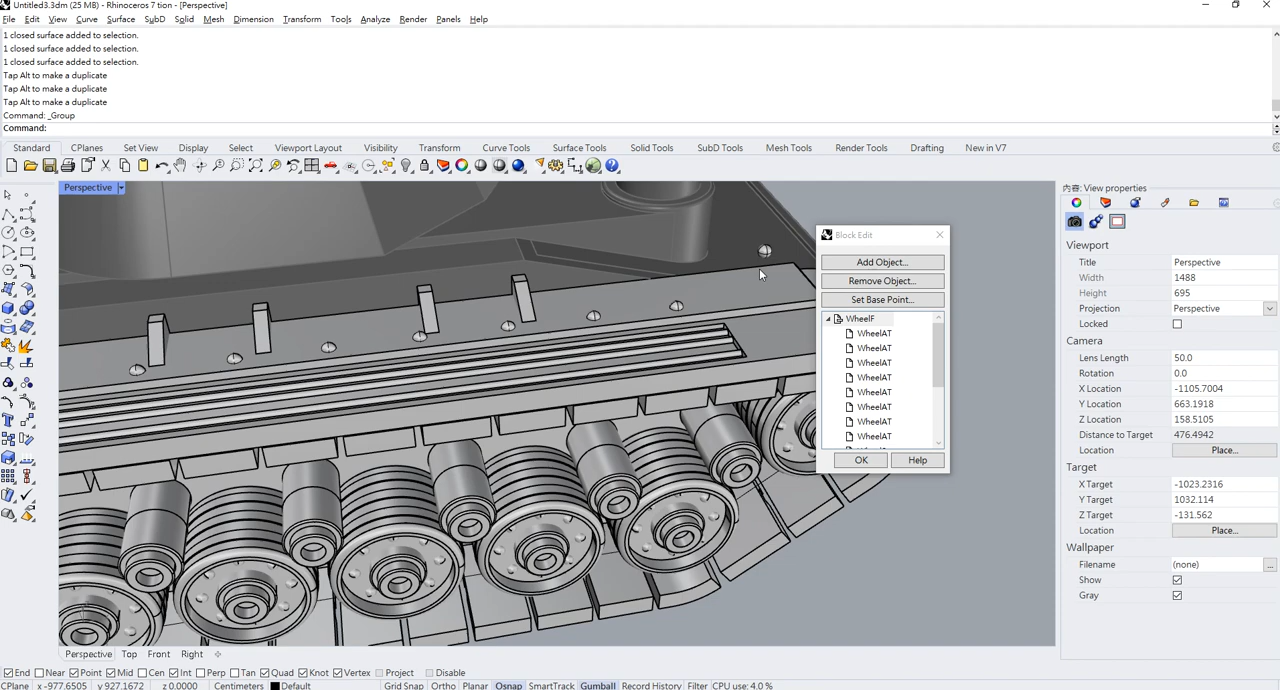 Untitled3.3dm (25 MB) - Rhinoceros 7 tion - [Perspective]
File Edit View Curve Surface SubD Solid Mesh Dimension Transform Tools Analyze Render Panels Help
1 closed surface added to selection.
1 closed surface added to selection.
1 closed surface added to selection.
Tap Alt to make a duplicate
Tap Alt to make a duplicate
Tap Alt to make a duplicate
Command: _Group
Command:
Standard CPlanes Set View Display Select Viewport Layout Visibility Transform Curve Tools Surface Tools Solid Tools SubD Tools Mesh Tools Render Tools Drafting New in V7
Perspective
Block Edit
Add Object...
Remove Object...
Set Base Point...
WheelF
WheelAT
WheelAT
WheelAT
WheelAT
WheelAT
WheelAT
WheelAT
WheelAT
OK Help
內容: View properties
Viewport
Title Perspective
Width 1488
Height 695
Projection Perspective
Locked
Camera
Lens Length 50.0
Rotation 0.0
X Location -1105.7004
Y Location 663.1918
Z Location 158.5105
Distance to Target 476.4942
Location Place...
Target
X Target -1023.2316
Y Target 1032.114
Z Target -131.562
Location Place...
Wallpaper
Filename (none) ...
Show
Gray
Perspective Top Front Right
End Near Point Mid Cen Int Perp Tan Quad Knot Vertex Project Disable
CPlane x -977.6505 y 927.1672 z 0.0000 Centimeters Default Grid Snap Ortho Planar Osnap SmartTrack Gumball Record History Filter CPU use: 4.0 %